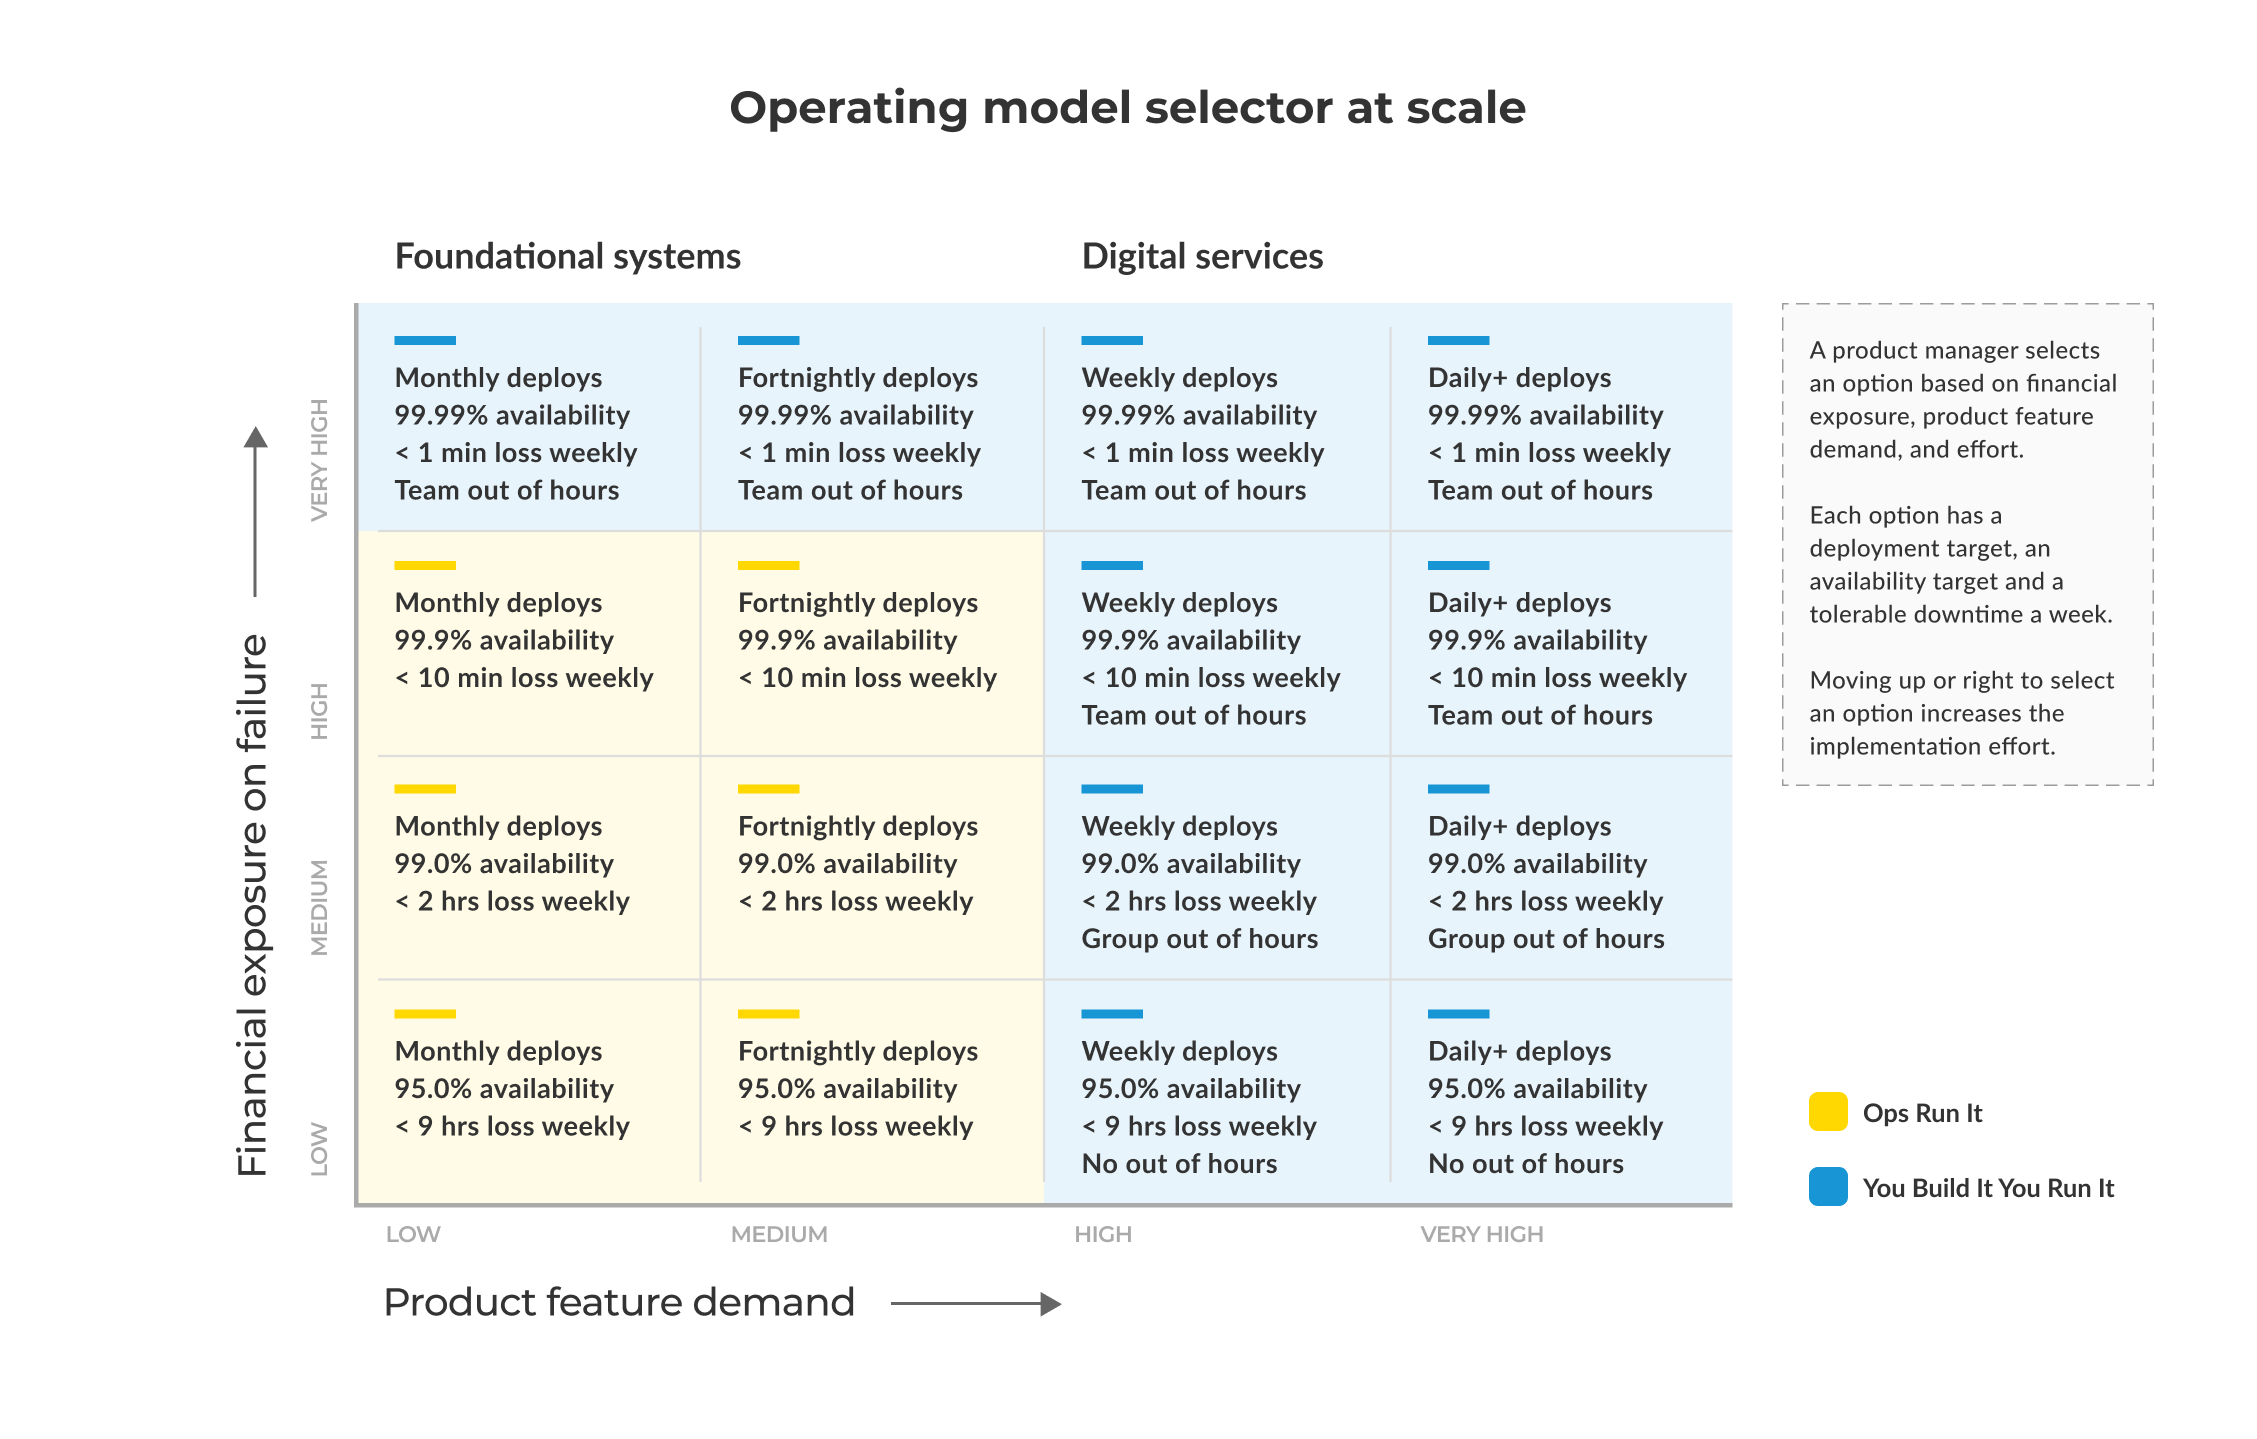 Operating model selector at scale
Foundational systems
Digital services
Financial exposure on failure
VERY HIGH
Monthly deploys
99.99% availability
< 1 min loss weekly
Team out of hours
Fortnightly deploys
99.99% availability
< 1 min loss weekly
Team out of hours
Weekly deploys
99.99% availability
< 1 min loss weekly
Team out of hours
Daily+ deploys
99.99% availability
< 1 min loss weekly
Team out of hours
HIGH
Monthly deploys
99.9% availability
< 10 min loss weekly
Fortnightly deploys
99.9% availability
< 10 min loss weekly
Weekly deploys
99.9% availability
< 10 min loss weekly
Team out of hours
Daily+ deploys
99.9% availability
< 10 min loss weekly
Team out of hours
MEDIUM
Monthly deploys
99.0% availability
< 2 hrs loss weekly
Fortnightly deploys
99.0% availability
< 2 hrs loss weekly
Weekly deploys
99.0% availability
< 2 hrs loss weekly
Group out of hours
Daily+ deploys
99.0% availability
< 2 hrs loss weekly
Group out of hours
LOW
Monthly deploys
95.0% availability
< 9 hrs loss weekly
Fortnightly deploys
95.0% availability
< 9 hrs loss weekly
Weekly deploys
95.0% availability
< 9 hrs loss weekly
No out of hours
Daily+ deploys
95.0% availability
< 9 hrs loss weekly
No out of hours
LOW
MEDIUM
HIGH
VERY HIGH
Product feature demand
A product manager selects
an option based on financial
exposure, product feature
demand, and effort.
Each option has a
deployment target, an
availability target and a
tolerable downtime a week.
Moving up or right to select
an option increases the
implementation effort.
Ops Run It
You Build It You Run It